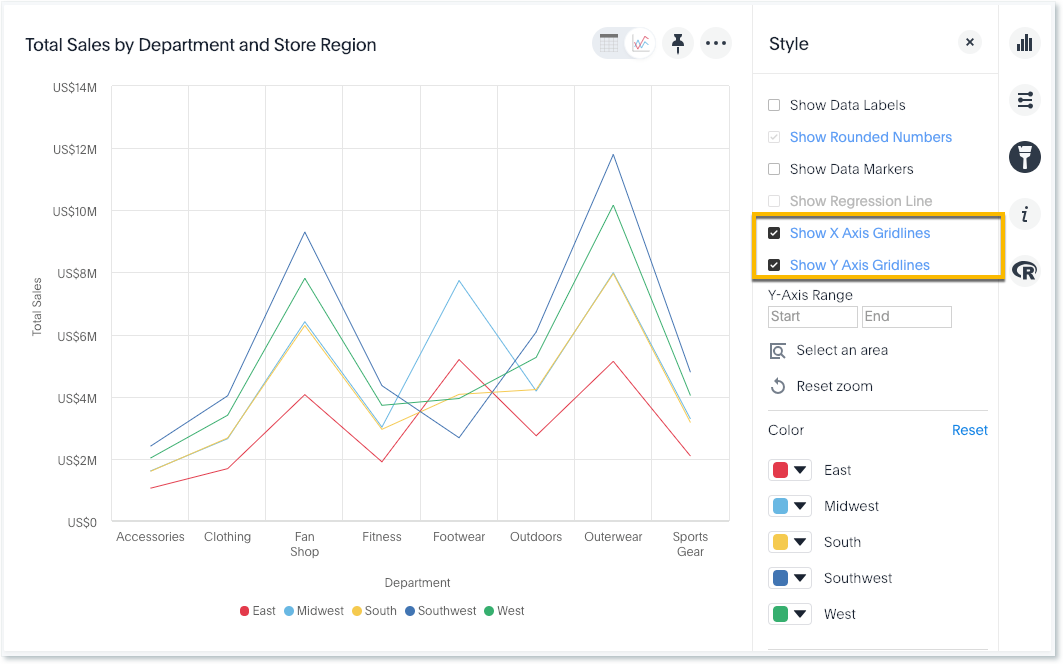 Total Sales by Department and Store Region
US$14M
US$12M
US$10M
US$8M
US$6M
US$4M
US$2M
US$0
Total Sales
Accessories Clothing Fan Shop Fitness Footwear Outdoors Outerwear Sports Gear
Department
East Midwest South Southwest West
Style
Show Data Labels
Show Rounded Numbers
Show Data Markers
Show Regression Line
Show X Axis Gridlines
Show Y Axis Gridlines
Y-Axis Range
Start End
Select an area
Reset zoom
Color Reset
East
Midwest
South
Southwest
West
i
R